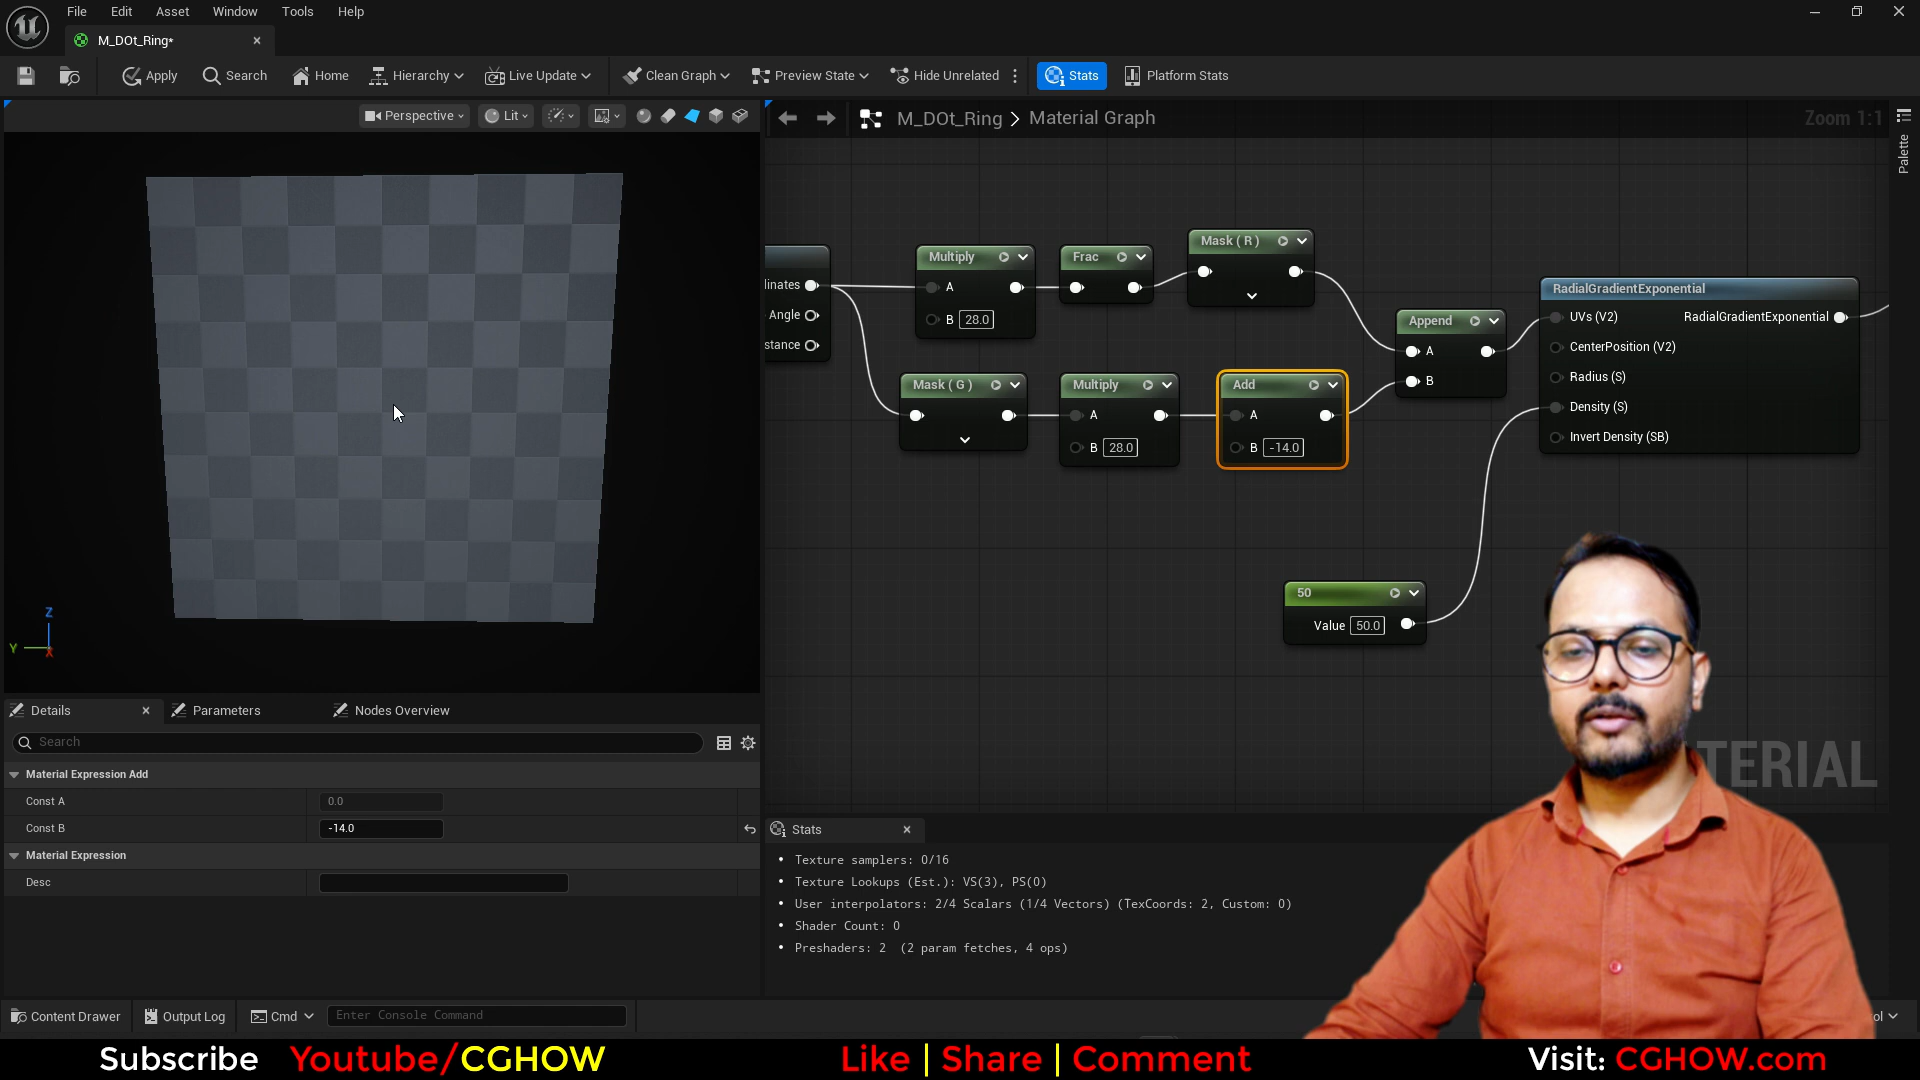 File Edit Asset Window Tools Help
M_DOt_Ring*
Apply Search Home Hierarchy Live Update Clean Graph Preview State Hide Unrelated Stats Platform Stats
Perspective Lit
M_DOt_Ring > Material Graph
Zoom 1:1
Palette
inates
Angle
stance
Multiply
A
B 28.0
Frac
Mask ( R )
Mask ( G )
Multiply
A
B 28.0
Add
A
B -14.0
Append
A
B
RadialGradientExponential
UVs (V2) RadialGradientExponential
CenterPosition (V2)
Radius (S)
Density (S)
Invert Density (SB)
50
Value 50.0
TERIAL
Z
Y
X
Details Parameters Nodes Overview
Search
Material Expression Add
Const A 0.0
Const B -14.0
Material Expression
Desc
Stats
• Texture samplers: 0/16
• Texture Lookups (Est.): VS(3), PS(0)
• User interpolators: 2/4 Scalars (1/4 Vectors) (TexCoords: 2, Custom: 0)
• Shader Count: 0
• Preshaders: 2 (2 param fetches, 4 ops)
Content Drawer Output Log Cmd Enter Console Command
ol
Subscribe Youtube/CGHOW Like | Share | Comment Visit: CGHOW.com